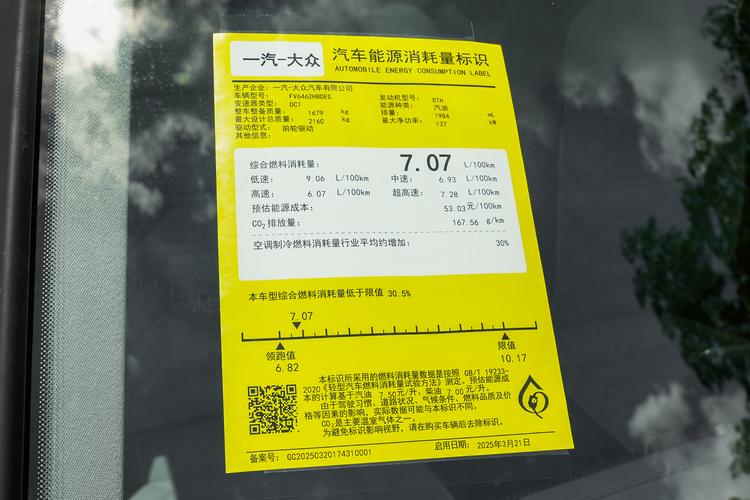 一汽-大众
汽车能源消耗量标识
AUTOMOBILE ENERGY CONSUMPTION LABEL
生产企业：一汽-大众汽车有限公司
车辆型号： FV6462HBDEG 发动机型号： DTH
变速器类型： DCT 能源种类： 汽油
整车整备质量： 1679 kg 排量： 1984 mL
最大设计总质量： 2160 kg 最大净功率： 137 kW
驱动型式： 前轮驱动
其他信息：
综合燃料消耗量： 7.07 L/100km
低速： 9.06 L/100km 中速： 6.93 L/100km
高速： 6.07 L/100km 超高速： 7.28 L/100km
预估能源成本： 53.03元/100km
CO₂排放量： 167.56 g/km
空调制冷燃料消耗量行业平均约增加： 30%
本车型综合燃料消耗量低于限值 30.5%
7.07
领跑值 限值
6.82 10.17
本标识所采用的燃料消耗量数据是按照 GB/T 19233-
2020《轻型汽车燃料消耗量试验方法》测定。预估能源成
本的计算基于汽油 7.50元/升、柴油 7.00元/升。
由于驾驶习惯、道路状况、气候条件、燃料品质及价
格等因素的影响，实际数据可能与本标识不同。
CO₂是主要温室气体之一。
为避免标识影响视野，请在购买车辆后去除标识。
备案号： GC20250320174310001 启用日期： 2025年3月21日